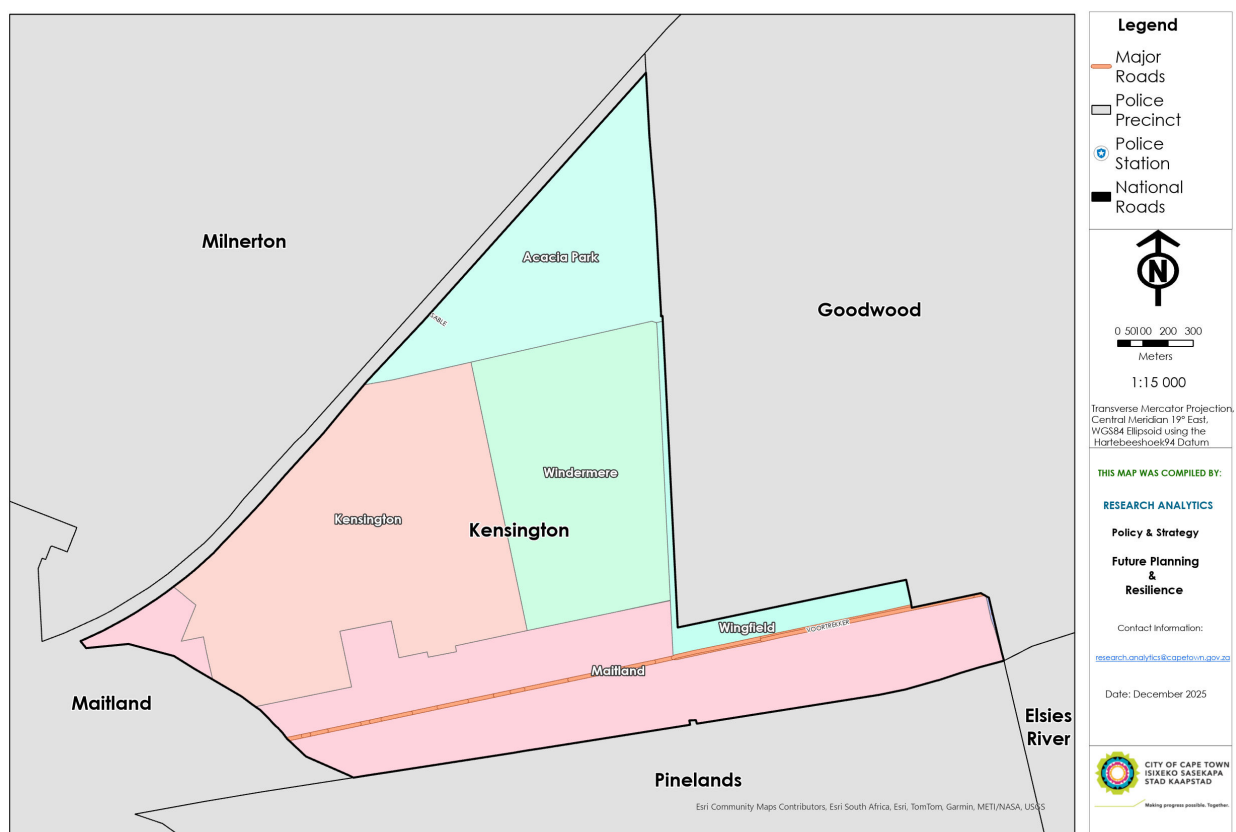 Milnerton
Acacia Park
Goodwood
SABLE
Windermere
Kensington
Kensington
Wingfield
VOORTREKKER
Maitland
Maitland
Elsies
River
Pinelands
Esri Community Maps Contributors, Esri South Africa, Esri, TomTom, Garmin, METI/NASA, USGS
Legend
Major
Roads
Police
Precinct
Police
Station
National
Roads
N
0 50100 200 300
Meters
1:15 000
Transverse Mercator Projection,
Central Meridian 19° East,
WGS84 Ellipsoid using the
Hartebeeshoek94 Datum
THIS MAP WAS COMPILED BY:
RESEARCH ANALYTICS
Policy & Strategy
Future Planning
&
Resilience
Contact Information:
research.analytics@capetown.gov.za
Date: December 2025
CITY OF CAPE TOWN
ISIXEKO SASEKAPA
STAD KAAPSTAD
Making progress possible. Together.